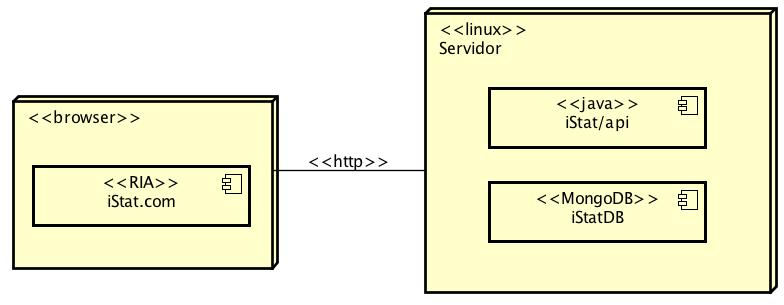 <<browser>>
<<RIA>>
iStat.com
<<http>>
<<linux>>
Servidor
<<java>>
iStat/api
<<MongoDB>>
iStatDB